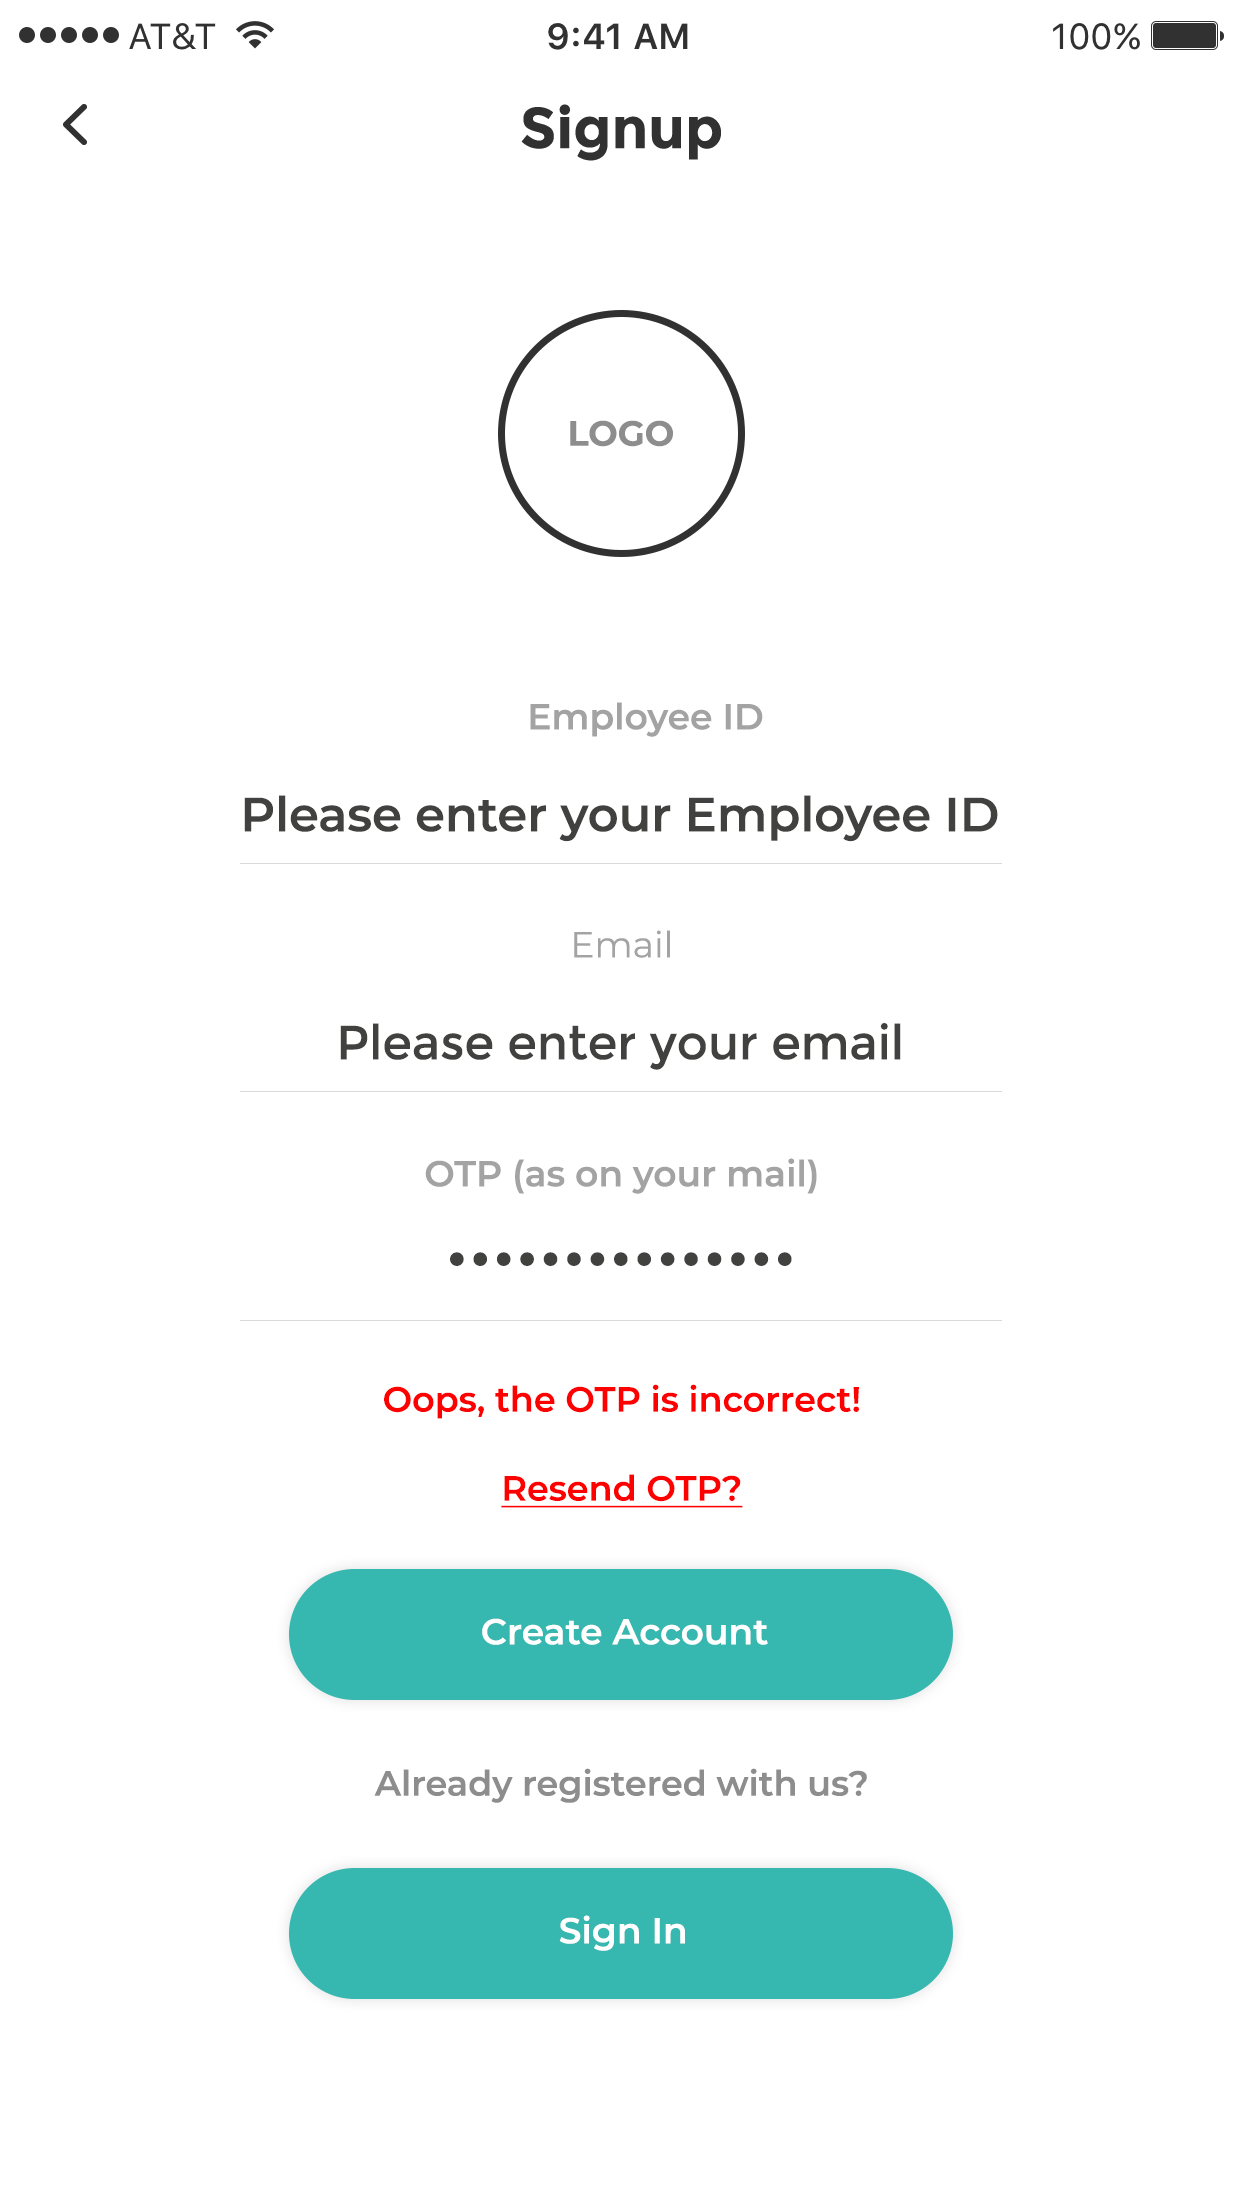 AT&T 9:41 AM 100%
Signup
LOGO
Employee ID
Please enter your Employee ID
Email
Please enter your email
OTP (as on your mail)
•••••••••••••••
Oops, the OTP is incorrect!
Resend OTP?
Create Account
Already registered with us?
Sign In